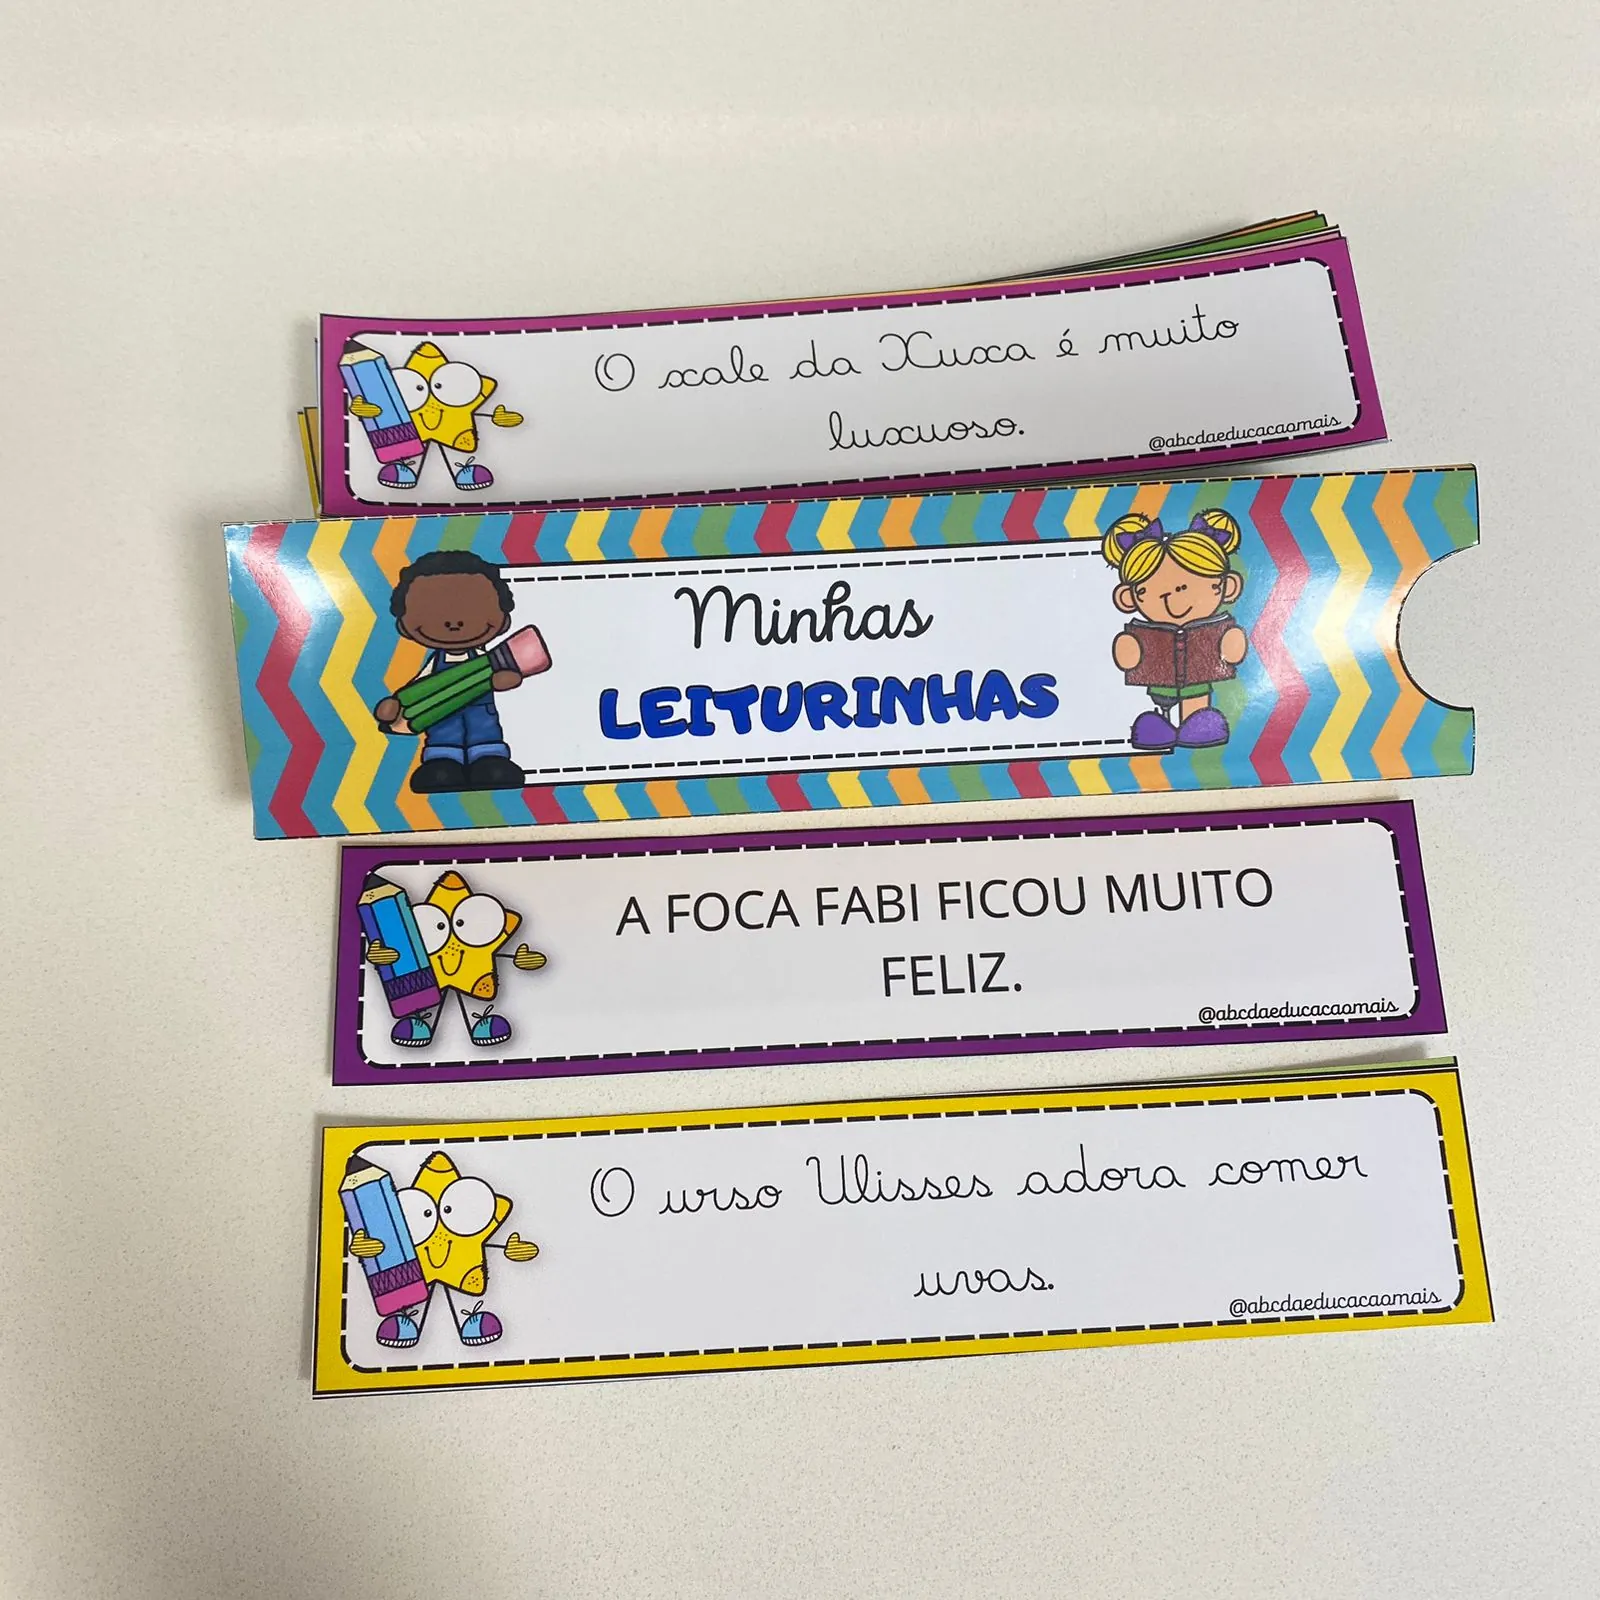 O xale da Xuxa é muito
luxuoso.
@abcdaeducacaomais
Minhas
LEITURINHAS
A FOCA FABI FICOU MUITO
FELIZ.
@abcdaeducacaomais
O urso Ulisses adora comer
uvas.
@abcdaeducacaomais